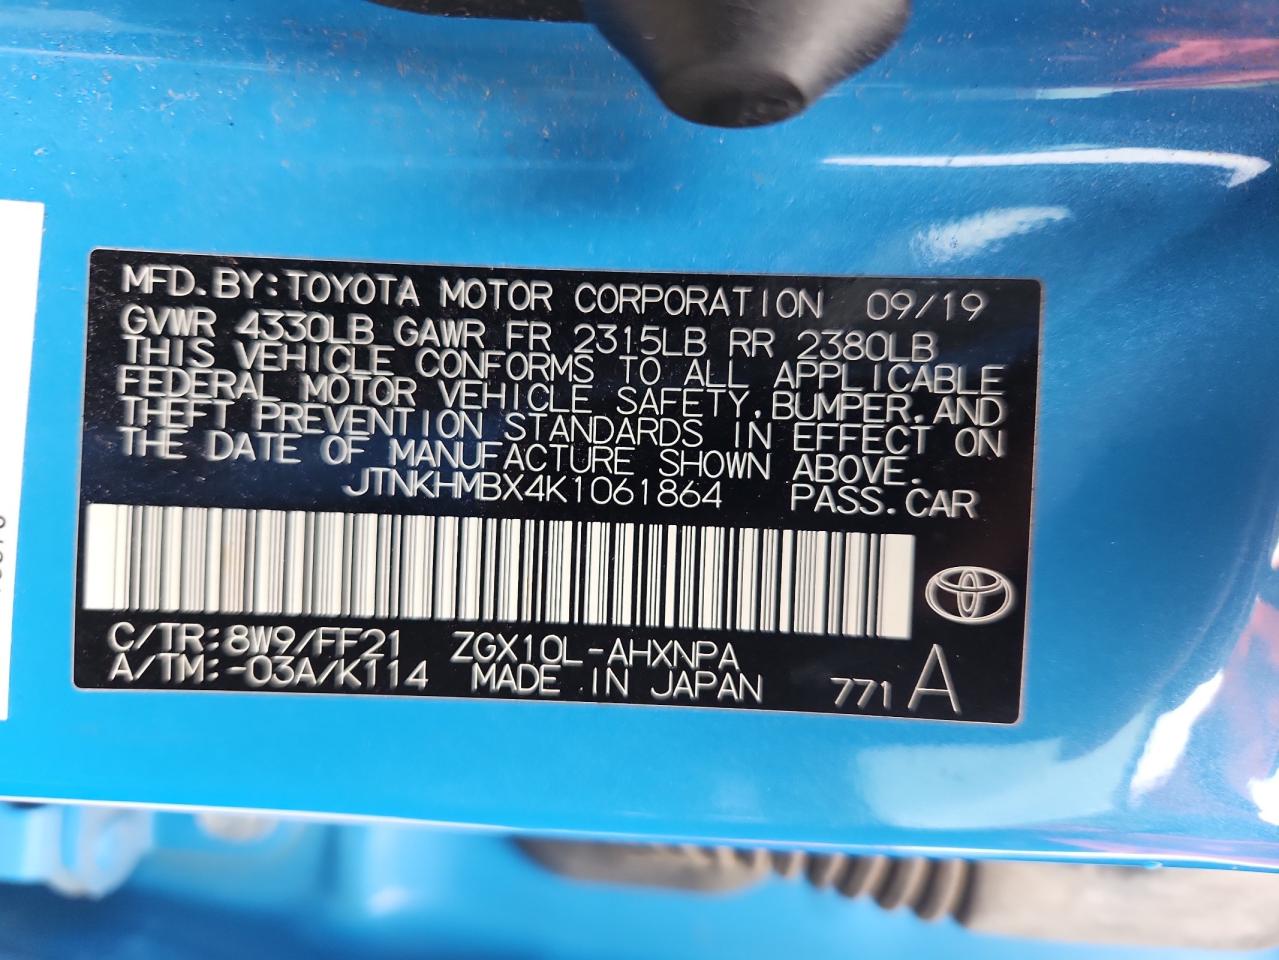 MFD.BY:TOYOTA MOTOR CORPORATION 09/19
GVWR 4330LB GAWR FR 2315LB RR 2380LB
THIS VEHICLE CONFORMS TO ALL APPLICABLE
FEDERAL MOTOR VEHICLE SAFETY,BUMPER,AND
THEFT PREVENTION STANDARDS IN EFFECT ON
THE DATE OF MANUFACTURE SHOWN ABOVE.
JTNKHMBX4K1061864 PASS.CAR
C/TR:8W9/FF21 ZGX10L-AHXNPA
A/TM:-03A/K114 MADE IN JAPAN 771 A